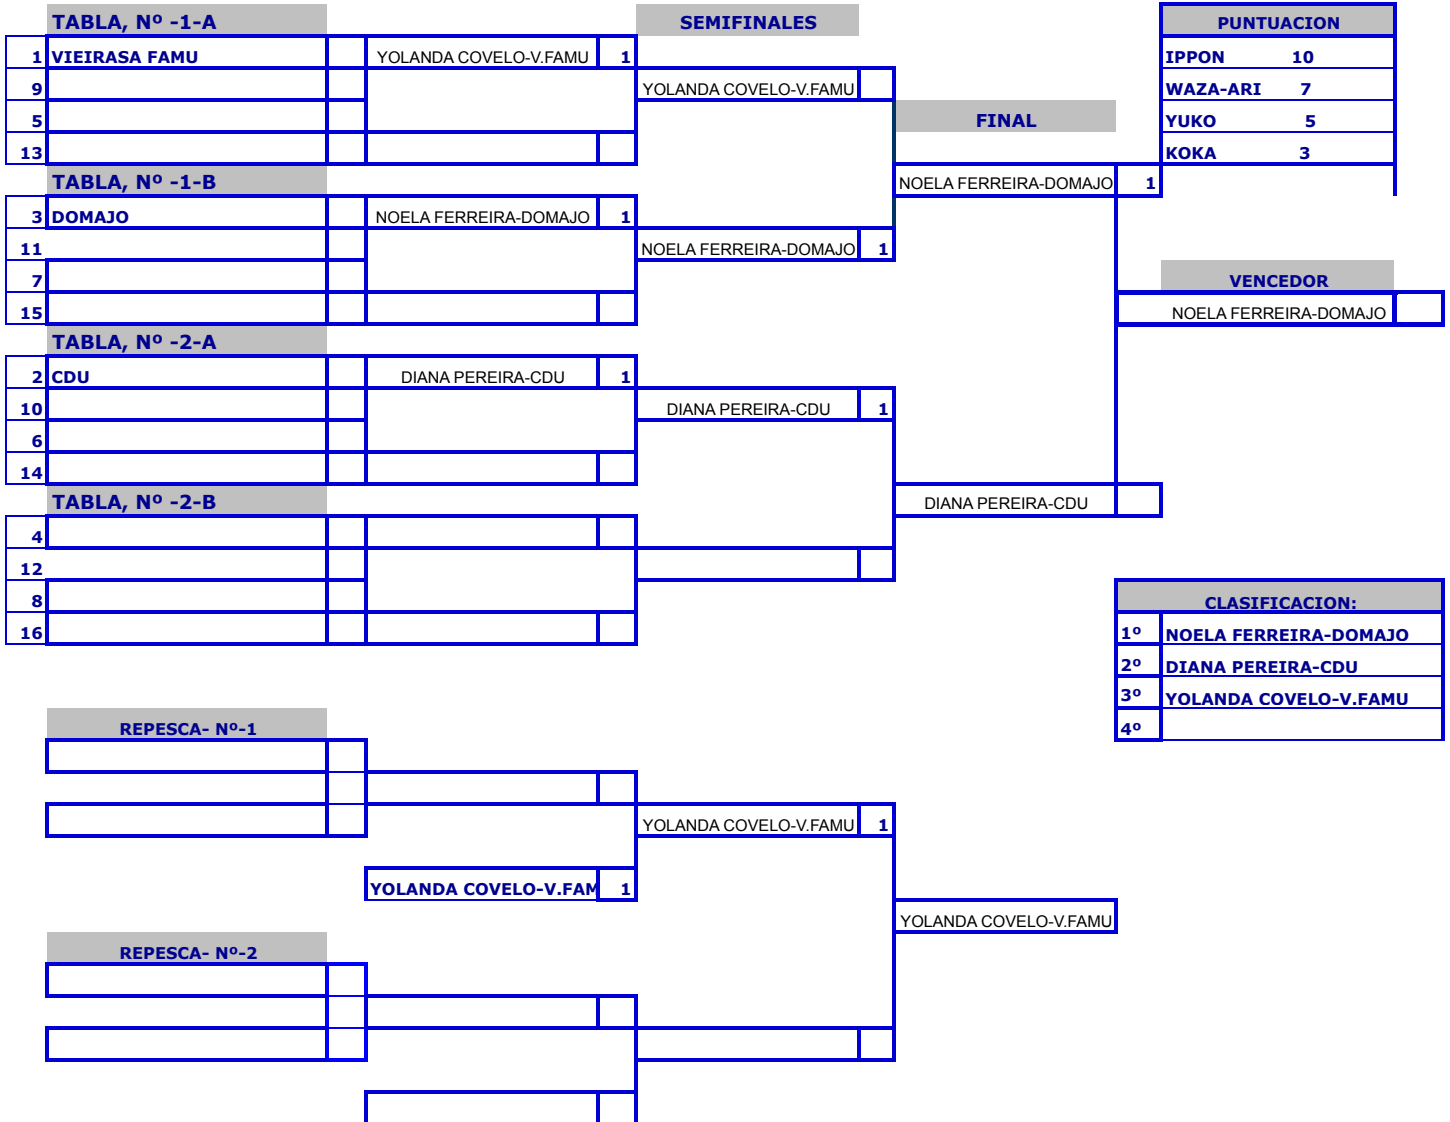 TABLA, Nº -1-A SEMIFINALES PUNTUACION
1 VIEIRASA FAMU YOLANDA COVELO-V.FAMU 1 IPPON 10
9 YOLANDA COVELO-V.FAMU WAZA-ARI 7
5 FINAL YUKO 5
13 KOKA 3
TABLA, Nº -1-B NOELA FERREIRA-DOMAJO 1
3 DOMAJO NOELA FERREIRA-DOMAJO 1
11 NOELA FERREIRA-DOMAJO 1
7 VENCEDOR
15 NOELA FERREIRA-DOMAJO
TABLA, Nº -2-A
2 CDU DIANA PEREIRA-CDU 1
10 DIANA PEREIRA-CDU 1
6
14
TABLA, Nº -2-B DIANA PEREIRA-CDU
4
12
8 CLASIFICACION:
16 1º NOELA FERREIRA-DOMAJO
2º DIANA PEREIRA-CDU
3º YOLANDA COVELO-V.FAMU
REPESCA- Nº-1 4º
YOLANDA COVELO-V.FAMU 1
YOLANDA COVELO-V.FAM 1
YOLANDA COVELO-V.FAMU
REPESCA- Nº-2